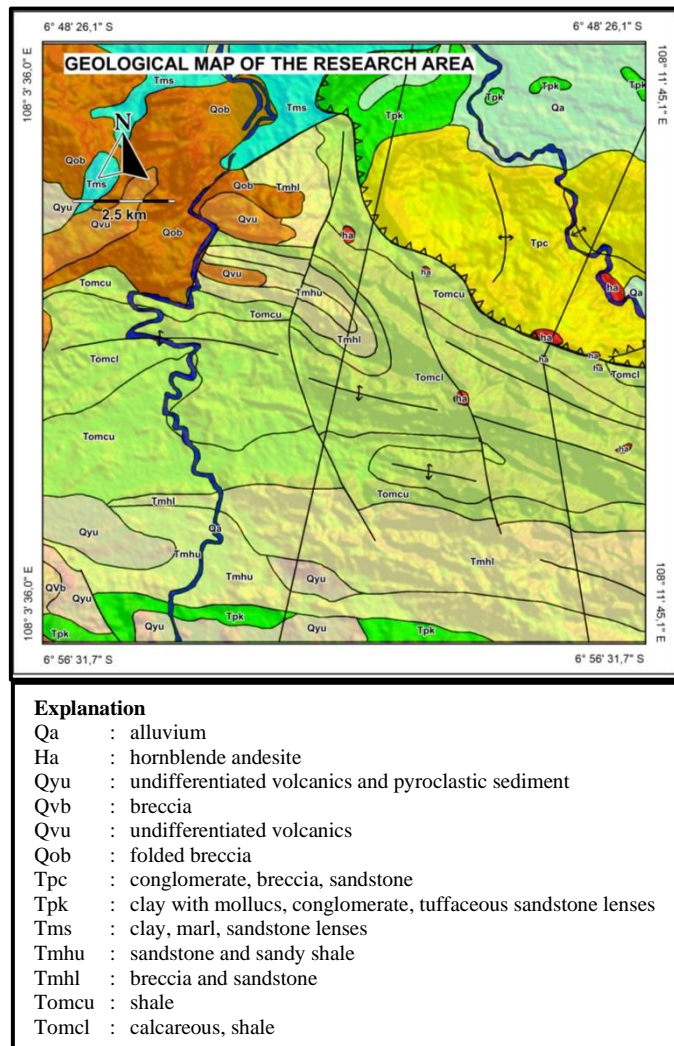 6° 48' 26,1" S
6° 48' 26,1" S
108° 3' 36,0" E
108° 11' 45,1" E
GEOLOGICAL MAP OF THE RESEARCH AREA
Tms
Qob
Tms
Tpk
Tpk
Tpk
Tpk
Qa
N
Qob
Tms
Qyu
Qvu
2.5 km
Qob
Qob
Tmhl
Qvu
ha
Tpc
Qvu
ha
ha
Qa
Tomcu
Tomcu
Tmhu
Tomcu
Tmhl
ha
ha
ha
ha
Tomcl
Tomcl
Tomcl
ha
Tomcu
ha
Tomcu
Tmhl
Qyu
Qa
Tmhu
Tmhl
QVb
Tmhu
Qyu
Tpk
Qyu
Tpk
Qyu
Tpk
108° 3' 36,0" E
108° 11' 45,1" E
6° 56' 31,7" S
6° 56' 31,7" S
Explanation
Qa : alluvium
Ha : hornblende andesite
Qyu : undifferentiated volcanics and pyroclastic sediment
Qvb : breccia
Qvu : undifferentiated volcanics
Qob : folded breccia
Tpc : conglomerate, breccia, sandstone
Tpk : clay with mollucs, conglomerate, tuffaceous sandstone lenses
Tms : clay, marl, sandstone lenses
Tmhu : sandstone and sandy shale
Tmhl : breccia and sandstone
Tomcu : shale
Tomcl : calcareous, shale